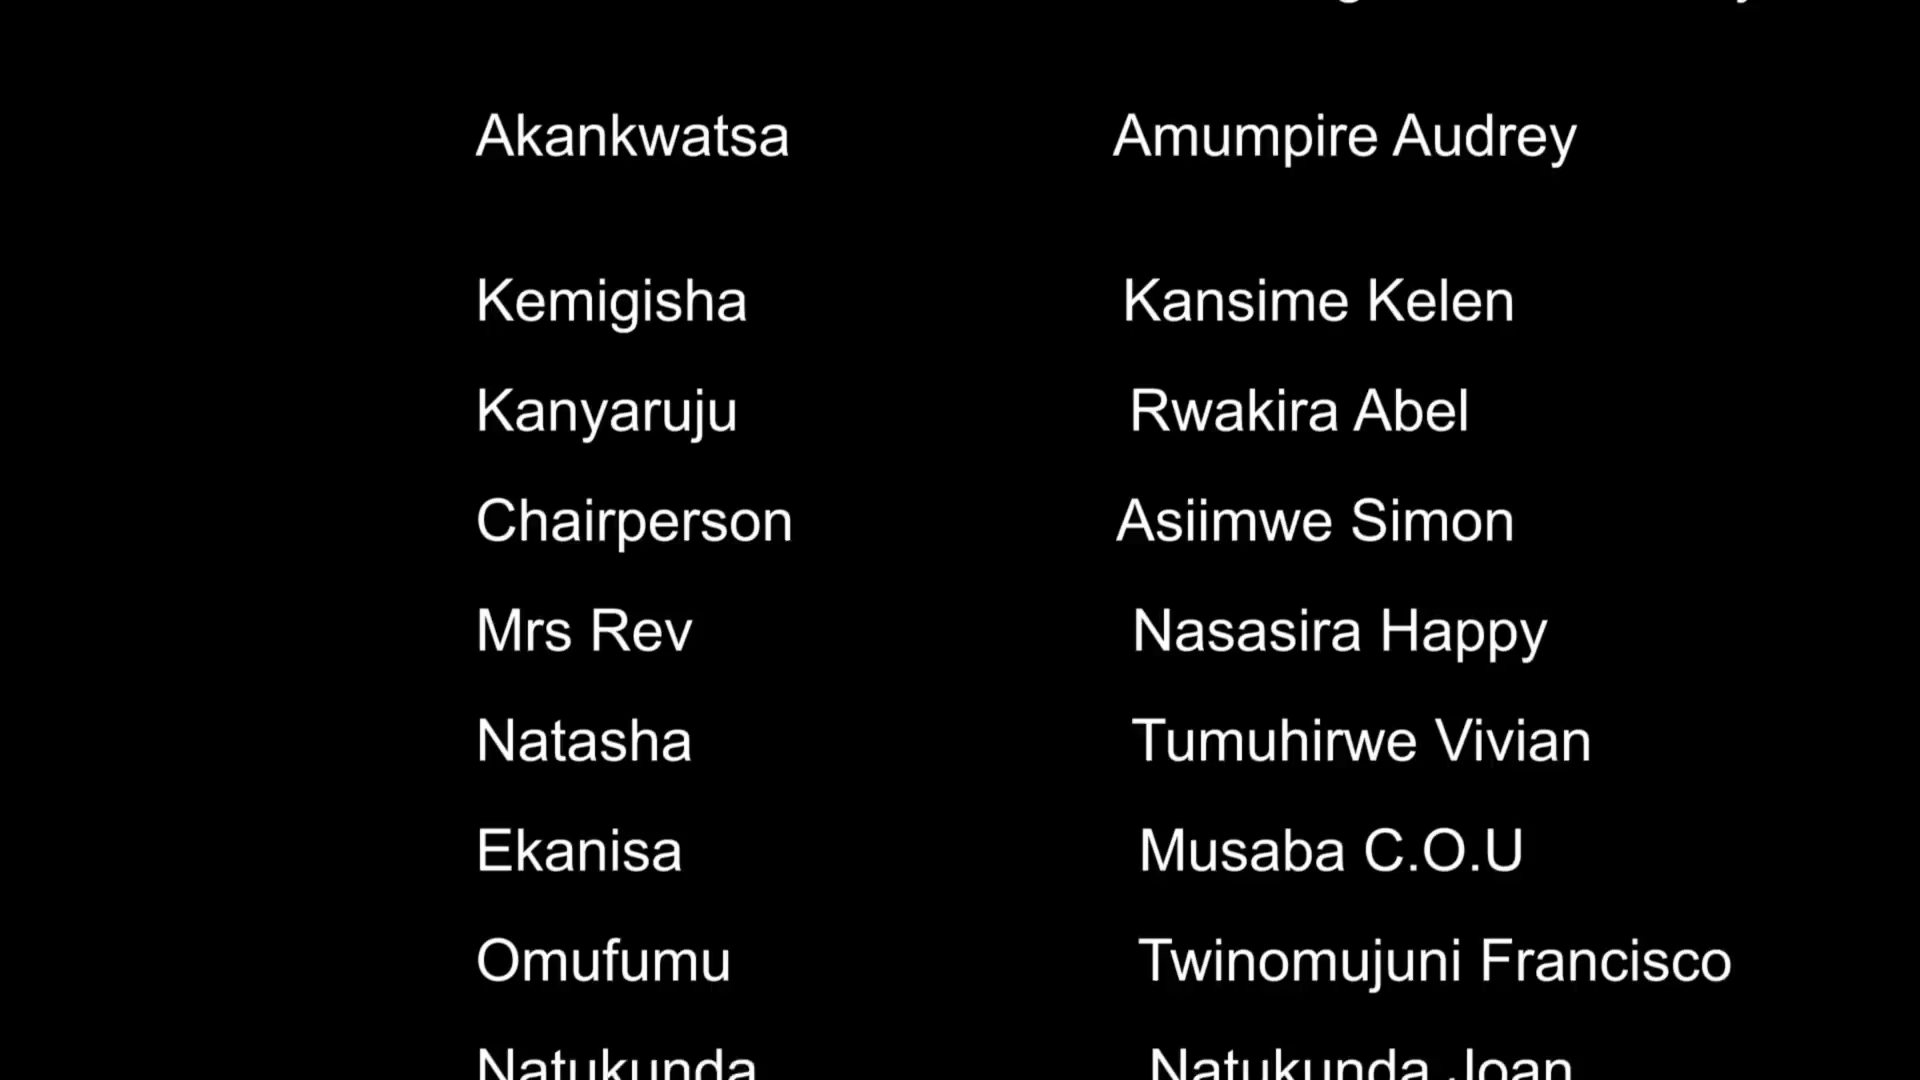 Akankwatsa Amumpire Audrey
Kemigisha Kansime Kelen
Kanyaruju Rwakira Abel
Chairperson Asiimwe Simon
Mrs Rev Nasasira Happy
Natasha Tumuhirwe Vivian
Ekanisa Musaba C.O.U
Omufumu Twinomujuni Francisco
Natukunda Natukunda Joan